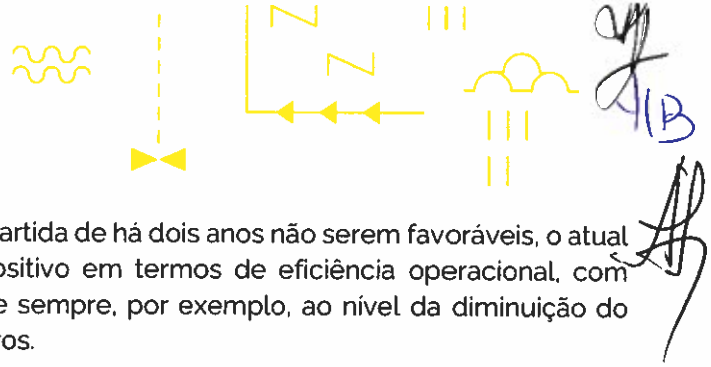 artida de há dois anos não serem favoráveis, o atual
ositivo em termos de eficiência operacional, com
e sempre, por exemplo, ao nível da diminuição do
ros.